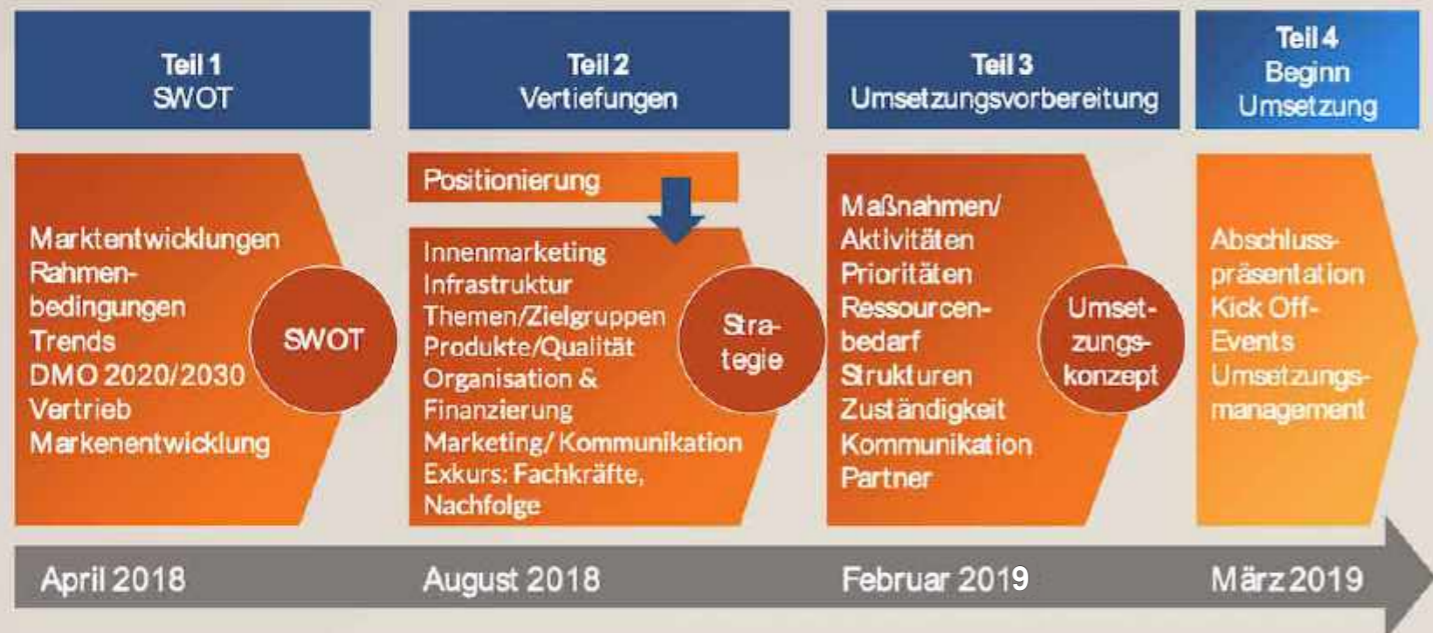 Teil 1
SWOT
Teil 2
Vertiefungen
Teil 3
Umsetzungsvorbereitung
Teil 4
Beginn
Umsetzung
Marktentwicklungen
Rahmen-
bedingungen
Trends
DMO 2020/2030
Vertrieb
Markenentwicklung
SWOT
Positionierung
Innenmarketing
Infrastruktur
Themen/Zielgruppen
Produkte/Qualität
Organisation &
Finanzierung
Marketing/ Kommunikation
Exkurs: Fachkräfte,
Nachfolge
Stra-
tegie
Maßnahmen/
Aktivitäten
Prioritäten
Ressourcen-
bedarf
Strukturen
Zuständigkeit
Kommunikation
Partner
Umset-
zungs-
konzept
Abschluss-
präsentation
Kick Off-
Events
Umsetzungs-
management
April 2018
August 2018
Februar 2019
März 2019